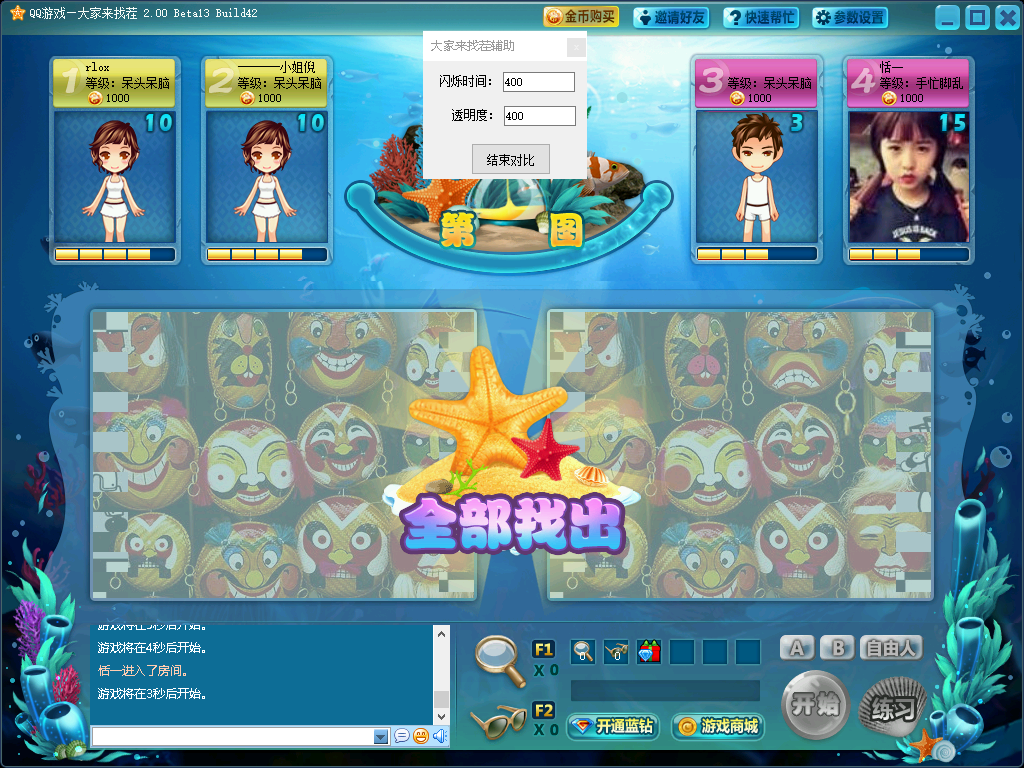 QQ游戏－大家来找茬 2.00 Beta13 Build42
金币购买
邀请好友
? 快速帮忙
参数设置
大家来找茬辅助
闪烁时间: 400
透明度: 400
结束对比
1
rlox
等级: 呆头呆脑
1000
10
2
————小姐倪
等级: 呆头呆脑
1000
10
3
等级: 呆头呆脑
1000
3
4
恬一
等级: 手忙脚乱
1000
15
第 图
全部找出
游戏将在4秒后开始。
恬一进入了房间。
游戏将在3秒后开始。
F1
X 0
F2
X 0
0
0
开通蓝钻
游戏商城
A
B
自由人
开始
练习